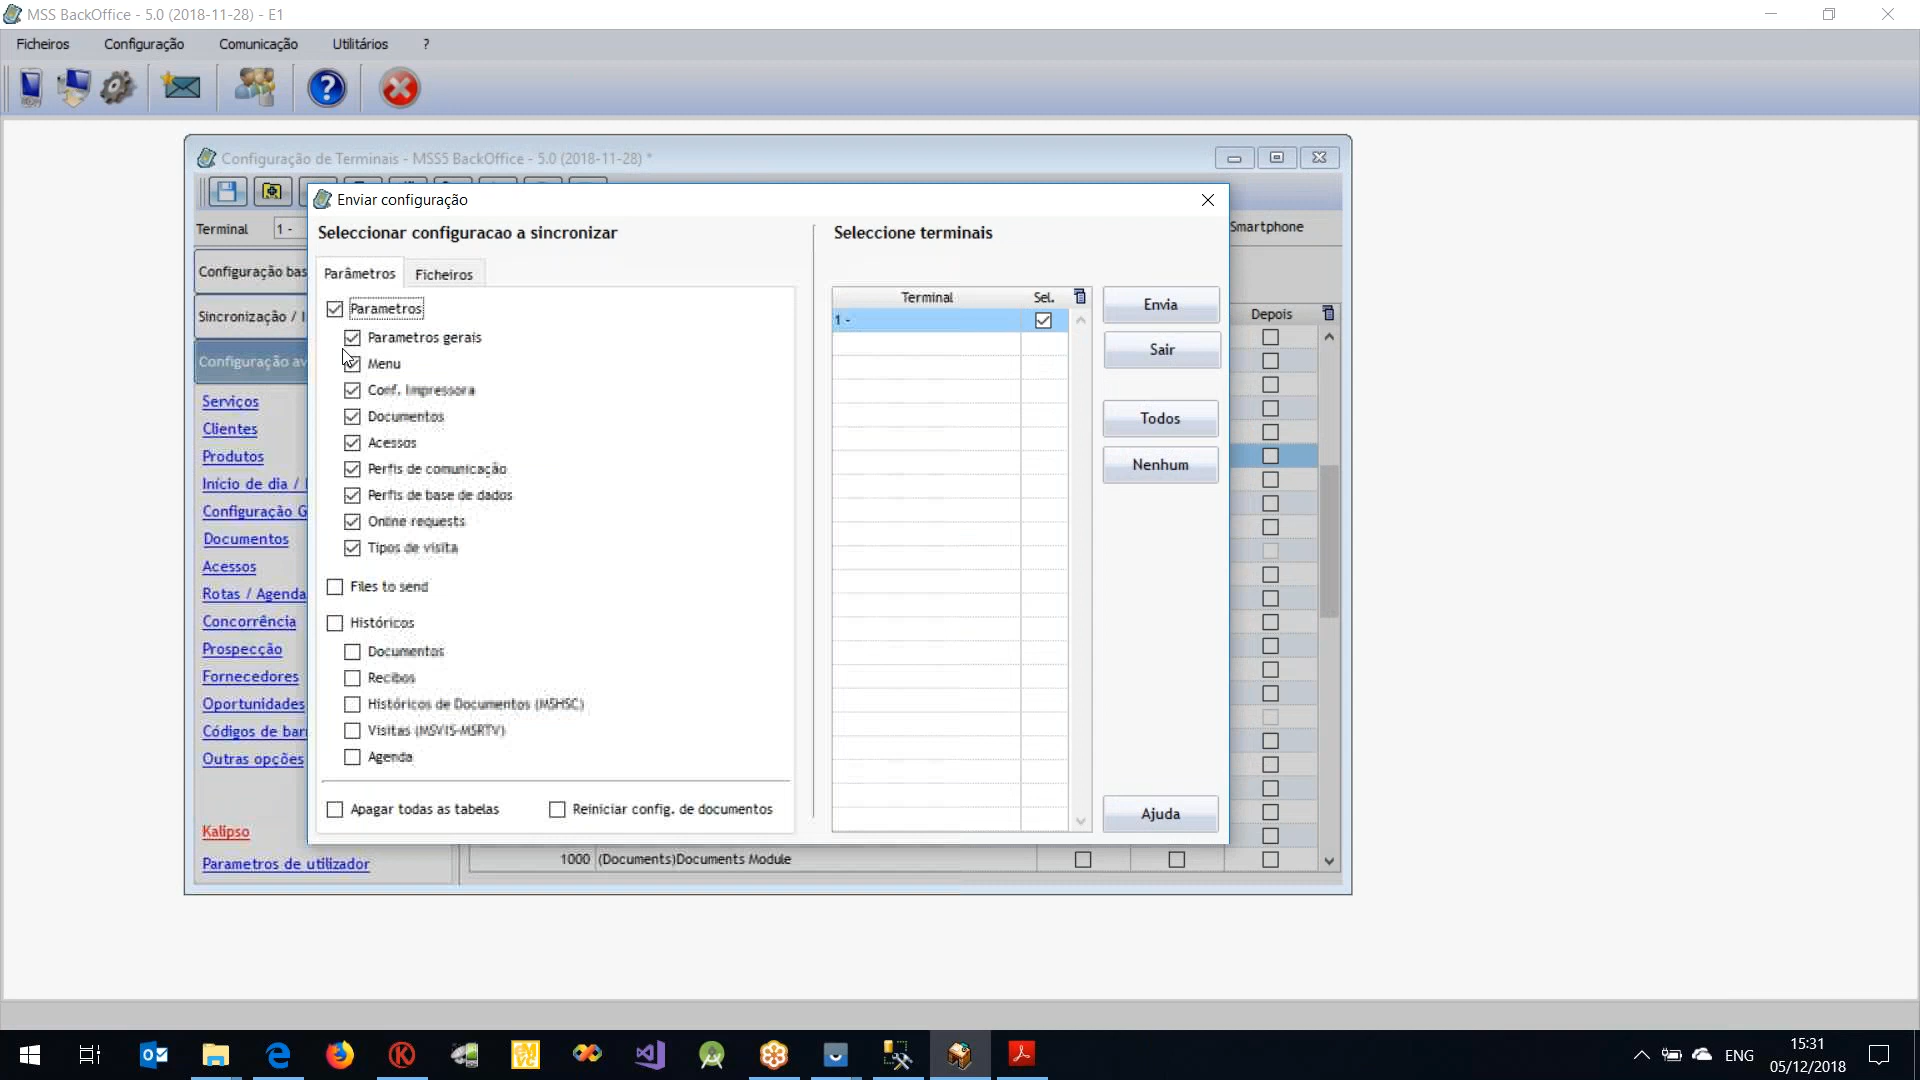 MSS BackOffice - 5.0 (2018-11-28) - E1
Ficheiros Configuração Comunicação Utilitários ?
Configuração de Terminais - MSS5 BackOffice - 5.0 (2018-11-28) *
Enviar configuração
Terminal 1 -
Seleccionar configuracao a sincronizar
Seleccione terminais
Smartphone
Configuração bas
Parâmetros Ficheiros
Terminal Sel.
Envia
Parametros
Sincronização / I
1 -
Depois
Parametros gerais
Sair
Configuração av
Menu
Conf. Impressora
Serviços
Documentos
Todos
Clientes
Acessos
Produtos
Perfis de comunicação
Nenhum
Início de dia /
Perfis de base de dados
Configuração G
Online requests
Documentos
Tipos de visita
Acessos
Files to send
Rotas / Agenda
Concorrência
Históricos
Prospecção
Documentos
Fornecedores
Recibos
Oportunidades
Históricos de Documentos (MSHSC)
Códigos de bar
Visitas (MSVIS-MSRTV)
Outras opções
Agenda
Apagar todas as tabelas
Reiniciar config. de documentos
Ajuda
Kalipso
Parametros de utilizador
1000 (Documents)Documents Module
ENG
15:31
05/12/2018